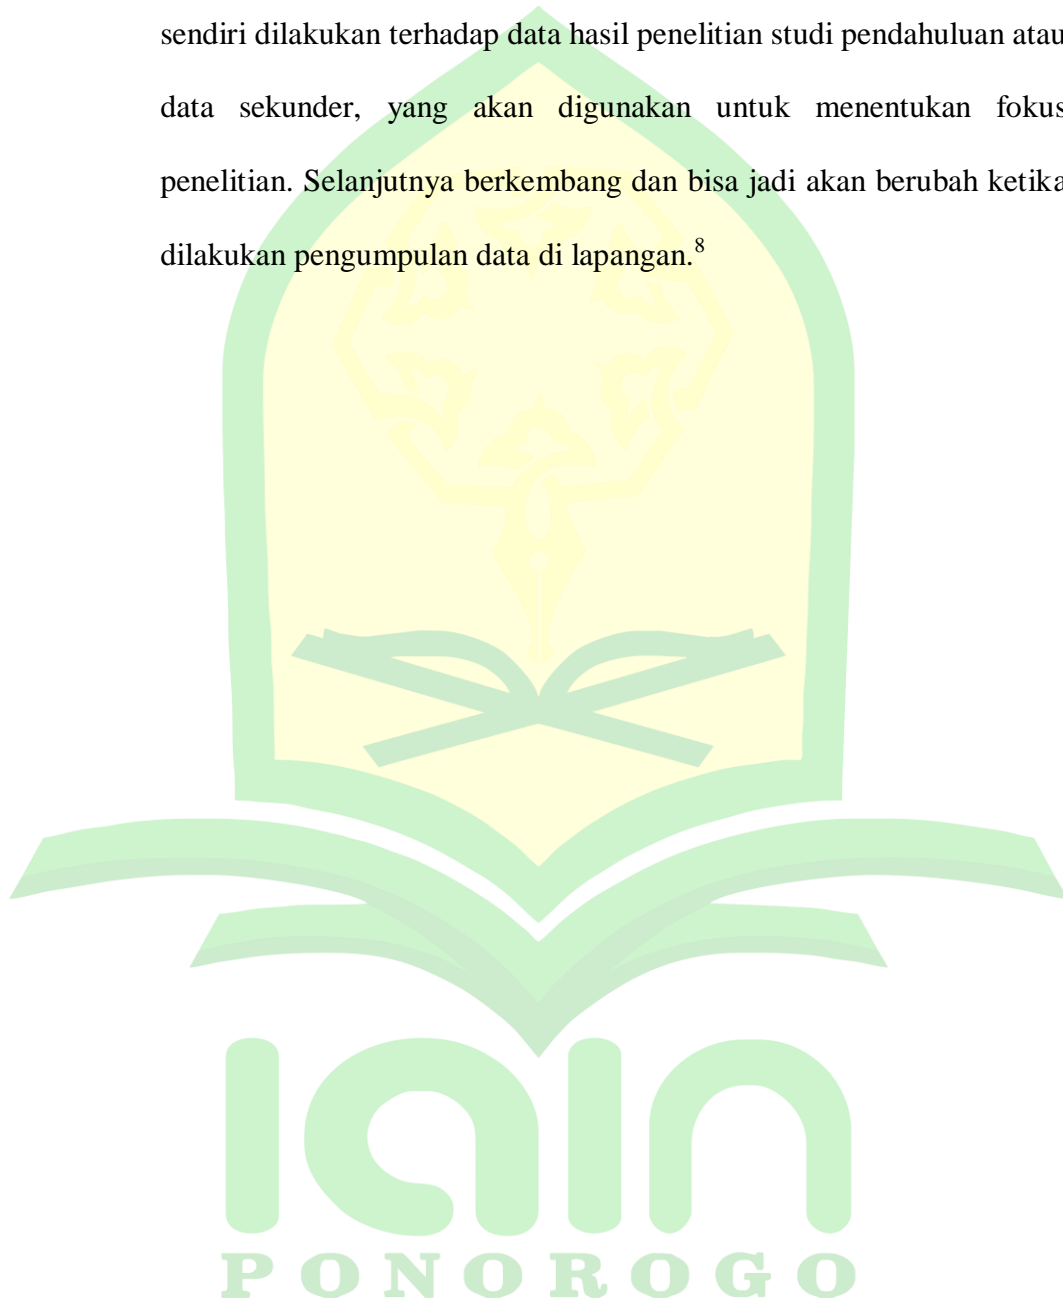 sendiri dilakukan terhadap data hasil penelitian studi pendahuluan atau
data sekunder, yang akan digunakan untuk menentukan fokus
penelitian. Selanjutnya berkembang dan bisa jadi akan berubah ketika
dilakukan pengumpulan data di lapangan.⁸
iain
PONOROGO